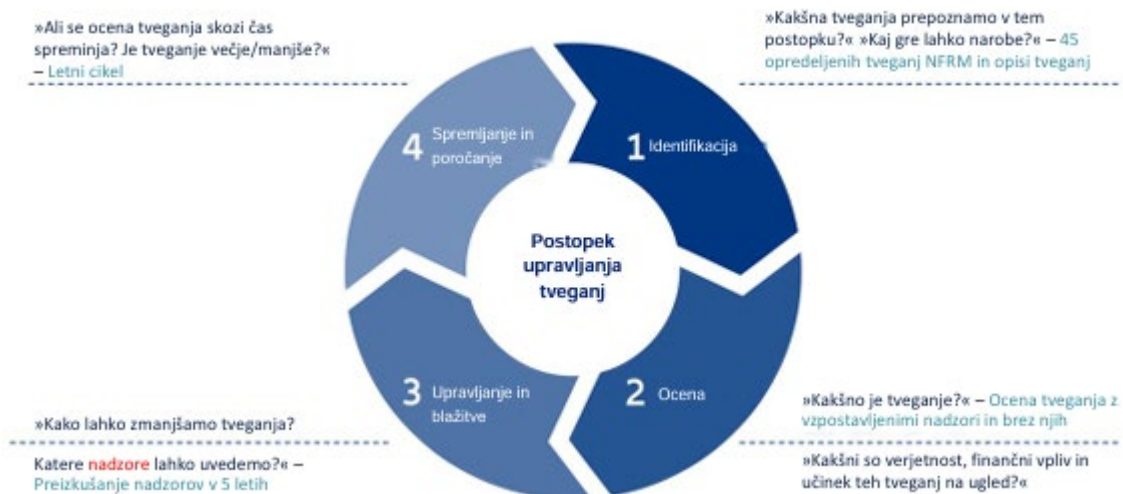 »Ali se ocena tveganja skozi čas
spreminja? Je tveganje večje/manjše?«
– Letni cikel
»Kakšna tveganja prepoznamo v tem
postopku?« »Kaj gre lahko narobe?« – 45
opredeljenih tveganj NFRM in opisi tveganj
4 Spremljanje in
poročanje
1 Identifikacija
Postopek
upravljanja
tveganj
3 Upravljanje in
blažitve
2 Ocena
»Kako lahko zmanjšamo tveganja?
Katere nadzore lahko uvedemo?« –
Preizkušanje nadzorov v 5 letih
»Kakšno je tveganje?« – Ocena tveganja z
vzpostavljenimi nadzori in brez njih
»Kakšni so verjetnost, finančni vpliv in
učinek teh tveganj na ugled?«